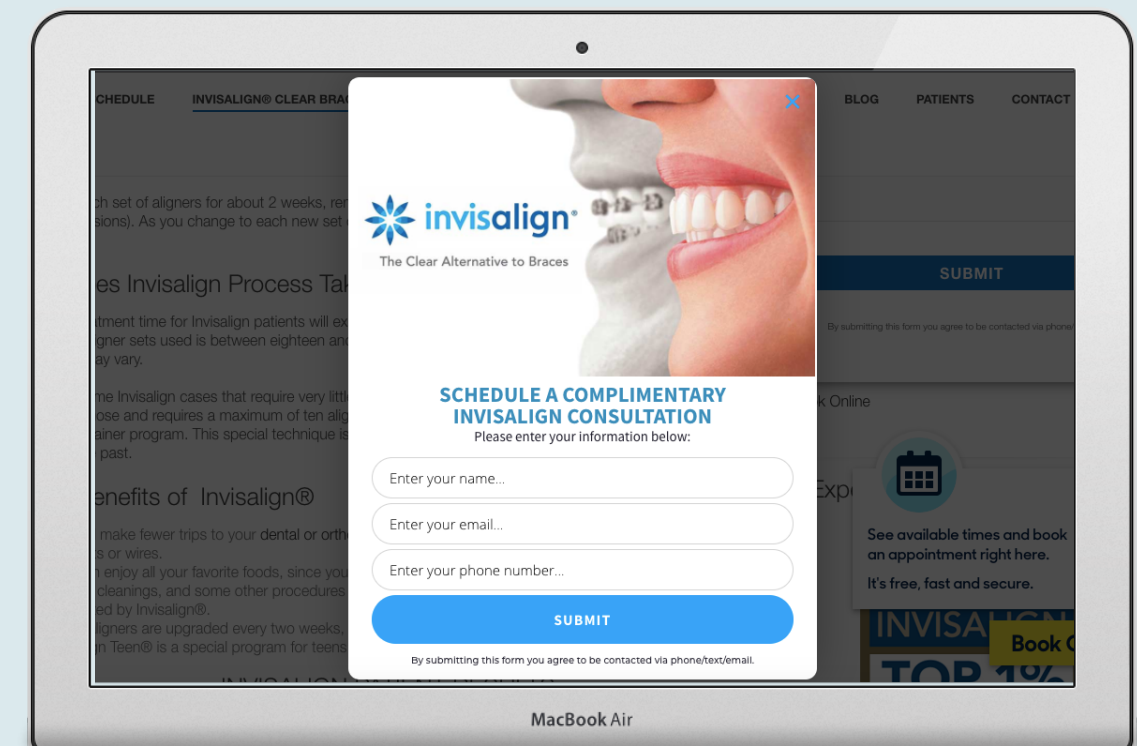 CHEDULE
INVISALIGN® CLEAR BRA
BLOG
PATIENTS
CONTACT
ch set of aligners for about 2 weeks, rem
sions). As you change to each new set
es Invisalign Process Tak
atment time for Invisalign patients will ex
gner sets used is between eighteen and
ay vary.
me Invisalign cases that require very littl
ose and requires a maximum of ten alig
ainer program. This special technique is
past.
enefits of Invisalign®
make fewer trips to your dental or orth
s or wires.
n enjoy all your favorite foods, since you
cleanings, and some other procedures
ed by Invisalign®.
ligners are upgraded every two weeks,
gn Teen® is a special program for teens
invisalign®
The Clear Alternative to Braces
SCHEDULE A COMPLIMENTARY
INVISALIGN CONSULTATION
Please enter your information below:
Enter your name...
Enter your email...
Enter your phone number...
SUBMIT
By submitting this form you agree to be contacted via phone/text/email.
SUBMIT
By submitting this form you agree to be contacted via phone/
k Online
Exp
See available times and book
an appointment right here.
It's free, fast and secure.
INVISALIGN
Book
TOP 1%
MacBook Air